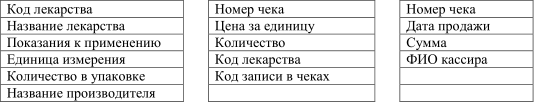 Код лекарства
Название лекарства
Показания к применению
Единица измерения
Количество в упаковке
Название производителя
Номер чека
Цена за единицу
Количество
Код лекарства
Код записи в чеках
Номер чека
Дата продажи
Сумма
ФИО кассира